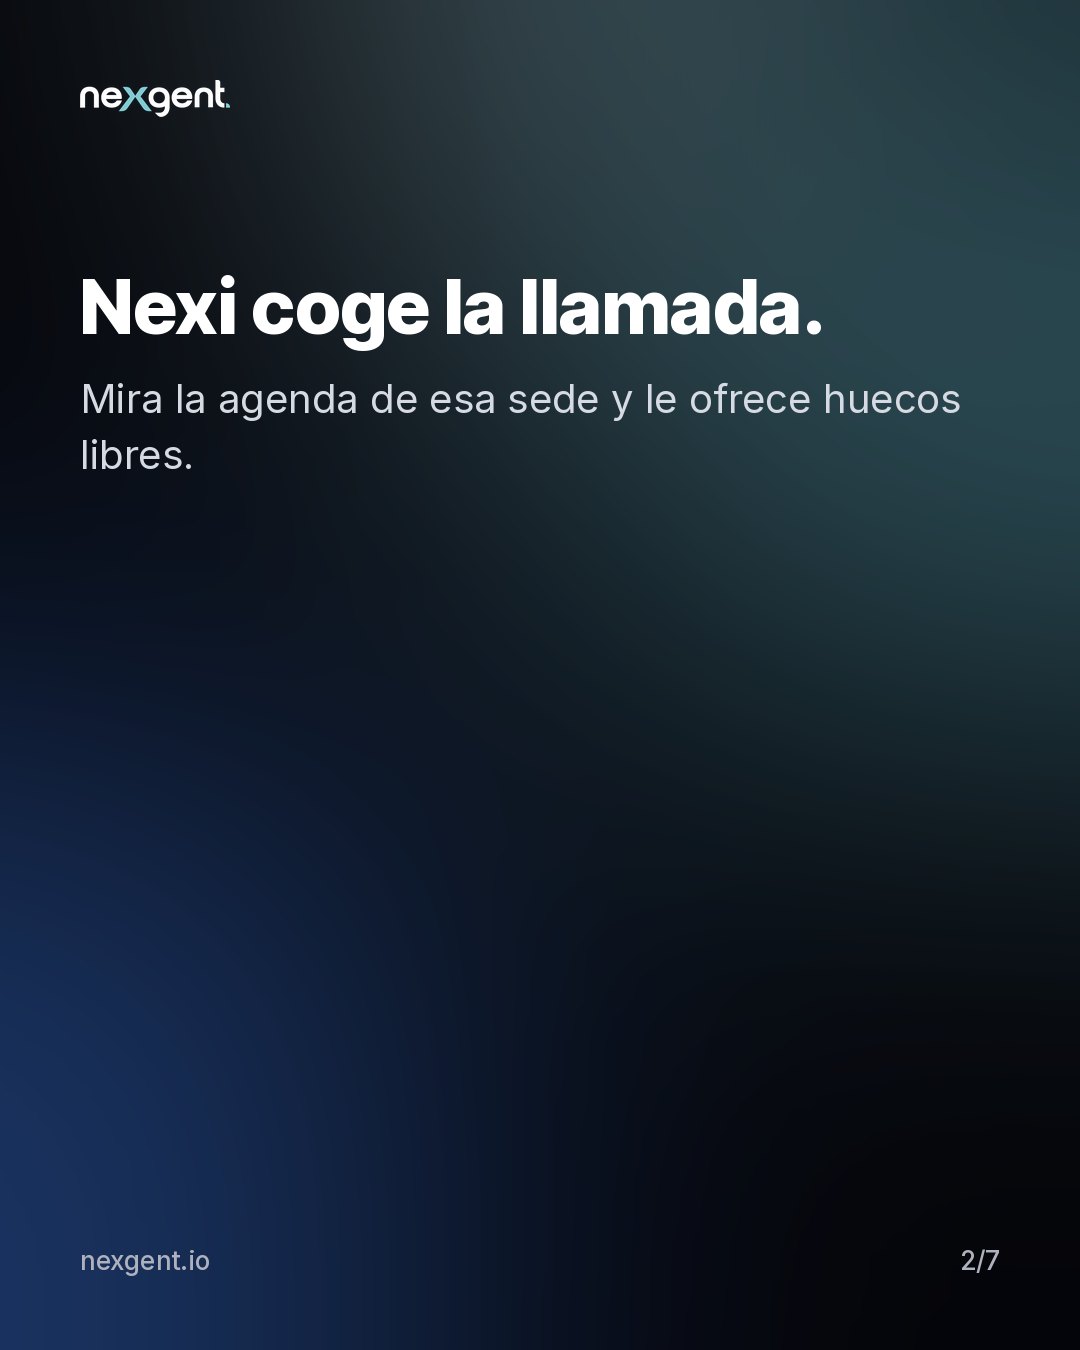 nexgent.
Nexi coge la llamada.
Mira la agenda de esa sede y le ofrece huecos
libres.
nexgent.io
2/7